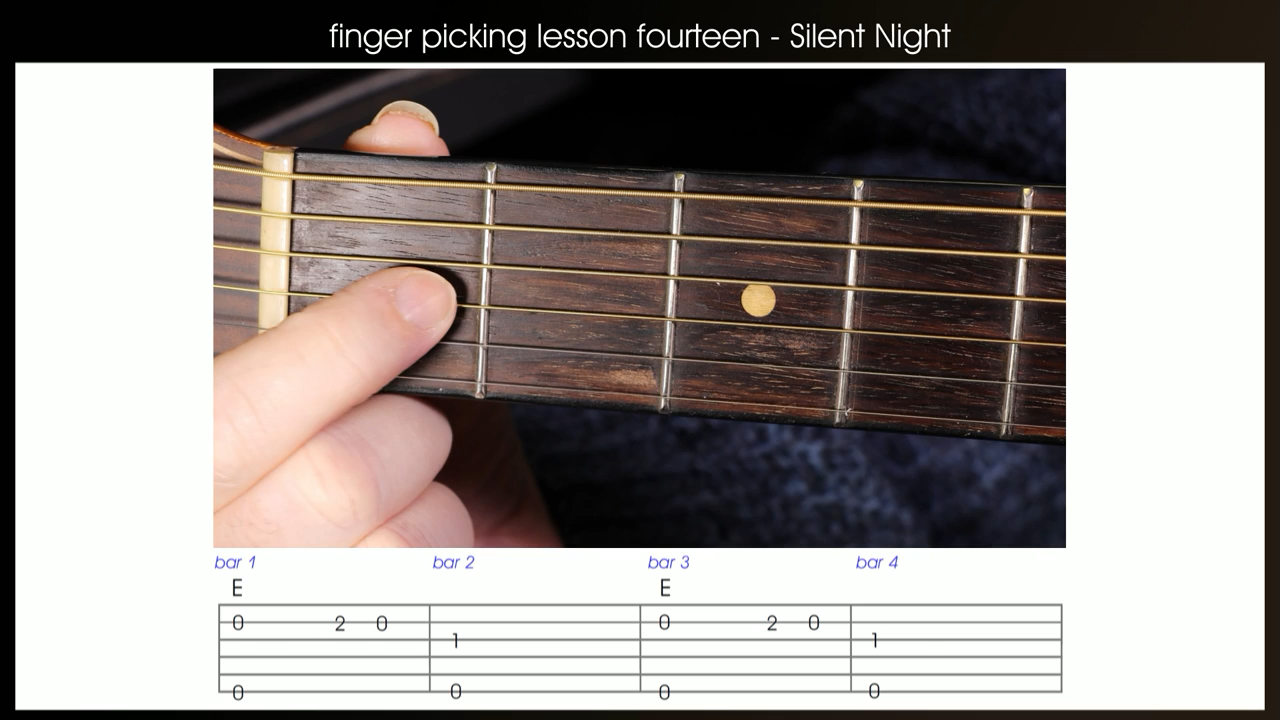 finger picking lesson fourteen - Silent Night
bar 1 bar 2 bar 3 bar 4
E E
0 2 0 0 2 0
1 1
0 0 0 0